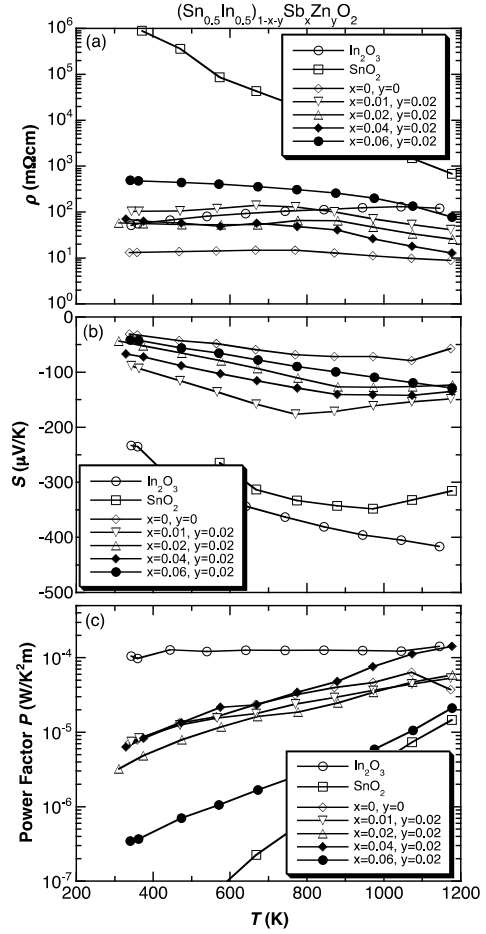 (Sn0.5In0.5)1-x-ySbxZnyO2
(a)
In2O3
SnO2
x=0, y=0
x=0.01, y=0.02
x=0.02, y=0.02
x=0.04, y=0.02
x=0.06, y=0.02
10^6
10^5
10^4
10^3
10^2
10^1
10^0
ρ (mΩcm)
(b)
-50
-100
-200
-300
-400
-500
S (μV/K)
In2O3
SnO2
x=0, y=0
x=0.01, y=0.02
x=0.02, y=0.02
x=0.04, y=0.02
x=0.06, y=0.02
(c)
10^-4
10^-5
10^-6
10^-7
Power Factor P (W/K^2m)
In2O3
SnO2
x=0, y=0
x=0.01, y=0.02
x=0.02, y=0.02
x=0.04, y=0.02
x=0.06, y=0.02
200 400 600 800 1000 1200
T (K)